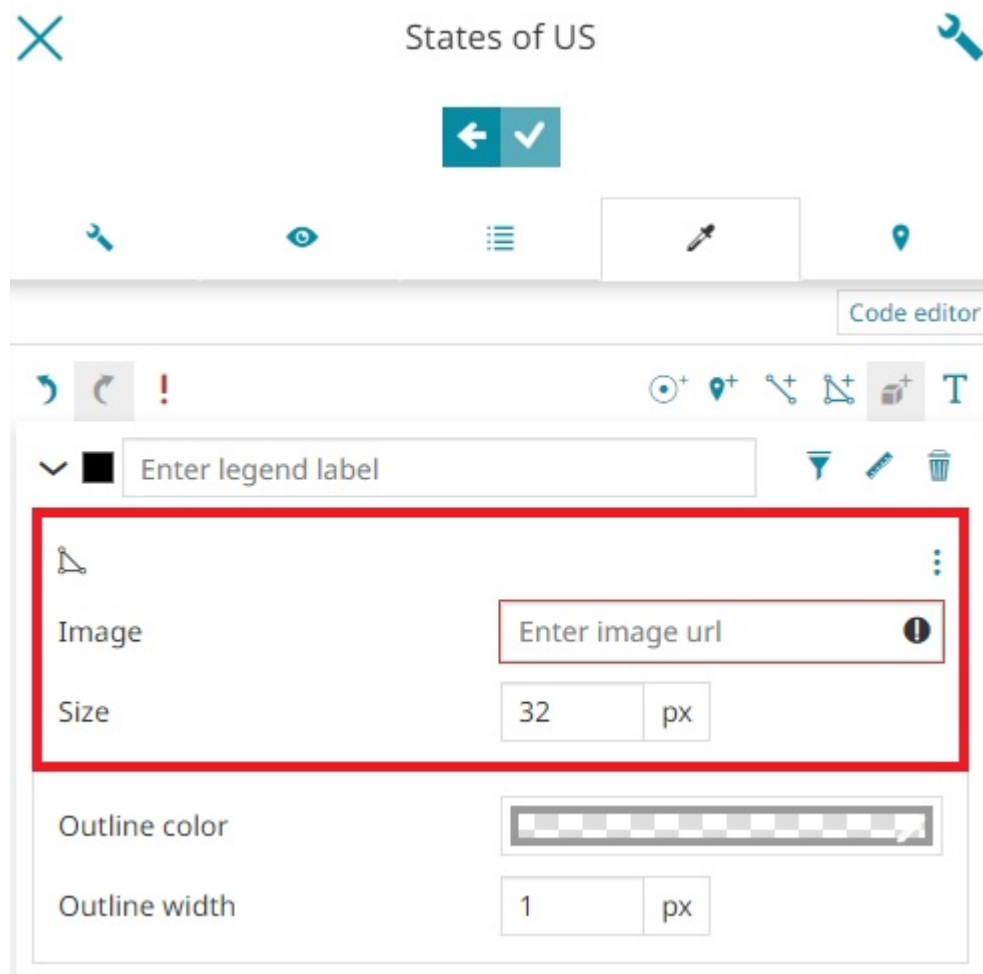 States of US
Code editor
T
Enter legend label
Image
Enter image url
Size
32 px
Outline color
Outline width
1 px